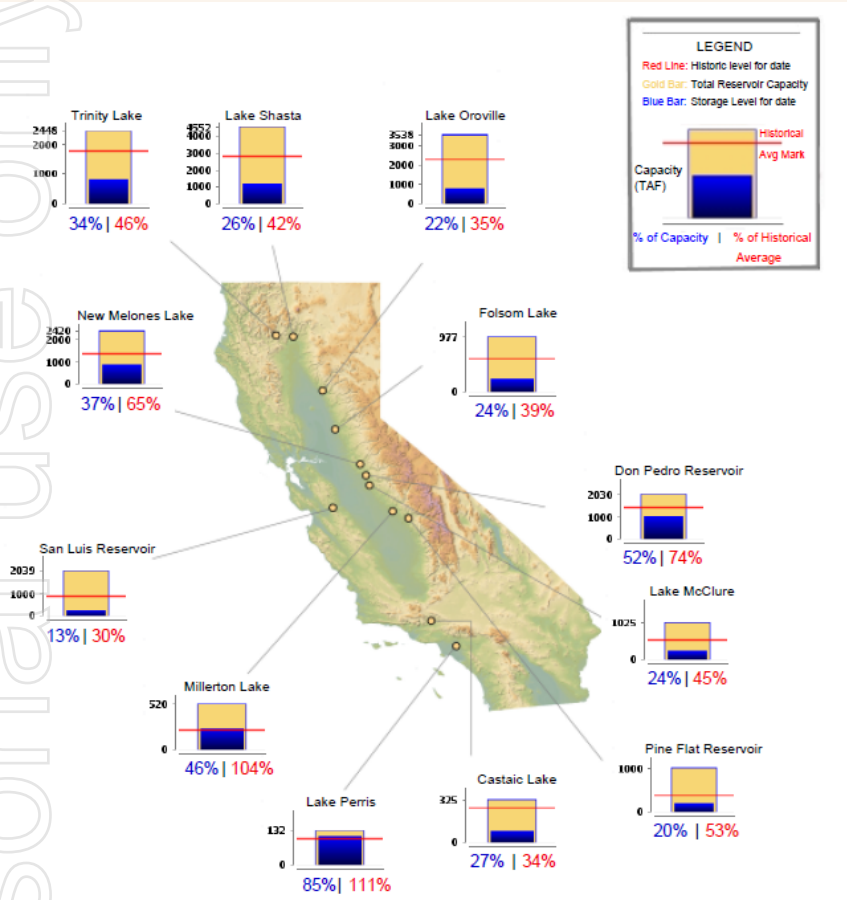 LEGEND
Red Line: Historic level for date
Gold Bar: Total Reservoir Capacity
Blue Bar: Storage Level for date
Historical
Avg Mark
Capacity
(TAF)
% of Capacity | % of Historical
Average
Trinity Lake
2448
2000
1000
0
34% | 46%
Lake Shasta
4552
4000
3000
2000
1000
0
26% | 42%
Lake Oroville
3538
3000
2000
1000
0
22% | 35%
New Melones Lake
2420
2000
1000
0
37% | 65%
Folsom Lake
977
0
24% | 39%
Don Pedro Reservoir
2030
1000
0
52% | 74%
San Luis Reservoir
2039
1000
0
13% | 30%
Lake McClure
1025
0
24% | 45%
Millerton Lake
520
0
46% | 104%
Pine Flat Reservoir
1000
0
20% | 53%
Castaic Lake
325
0
27% | 34%
Lake Perris
132
0
85% | 111%
sonal use only